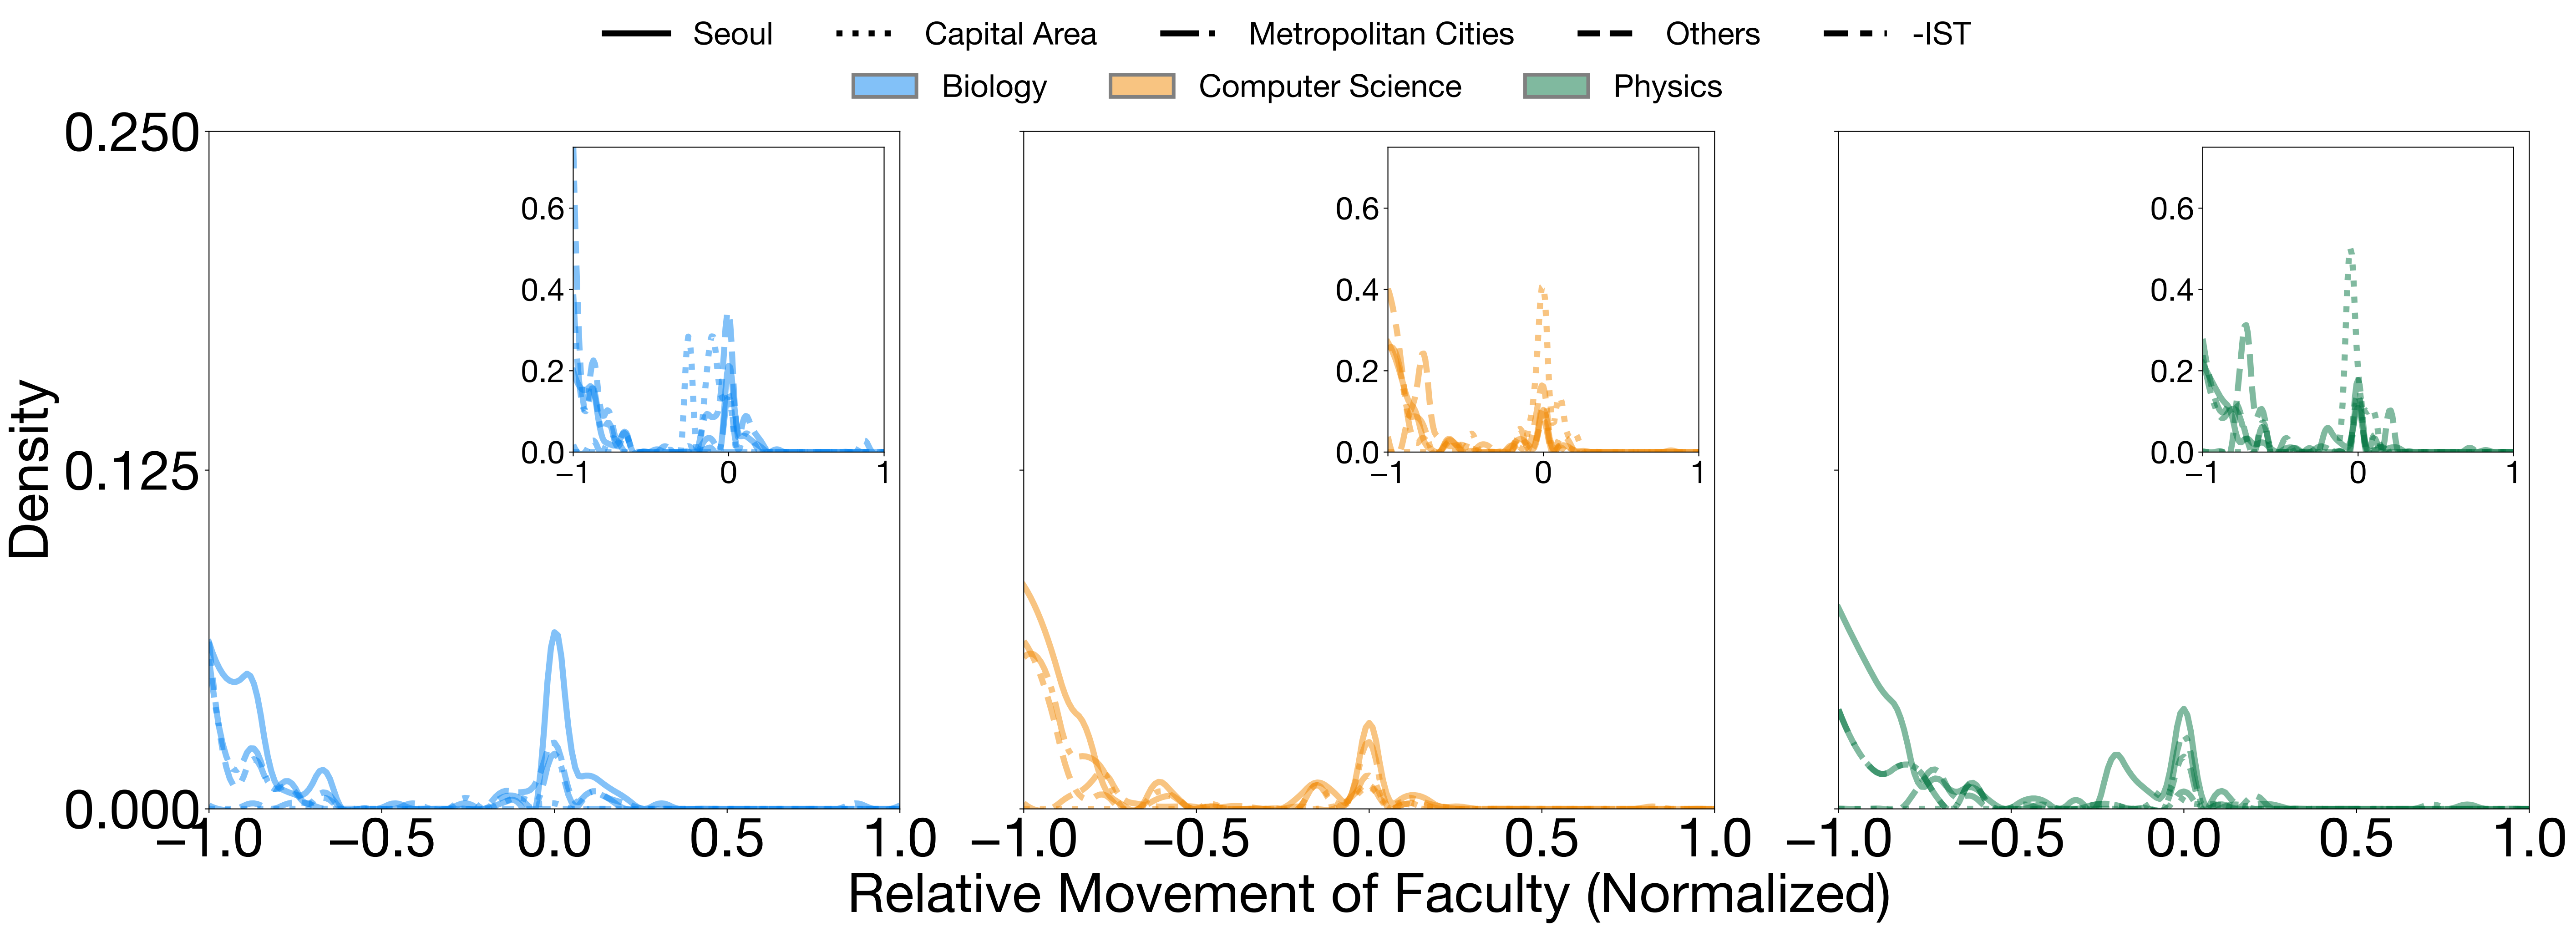 Seoul Capital Area Metropolitan Cities Others -IST
Biology Computer Science Physics
0.250
0.125
0.000
Density
0.6
0.4
0.2
0.0
−1 0 1
0.6
0.4
0.2
0.0
−1 0 1
0.6
0.4
0.2
0.0
−1 0 1
−1.0 −0.5 0.0 0.5 1.0
−1.0 −0.5 0.0 0.5 1.0
−1.0 −0.5 0.0 0.5 1.0
Relative Movement of Faculty (Normalized)